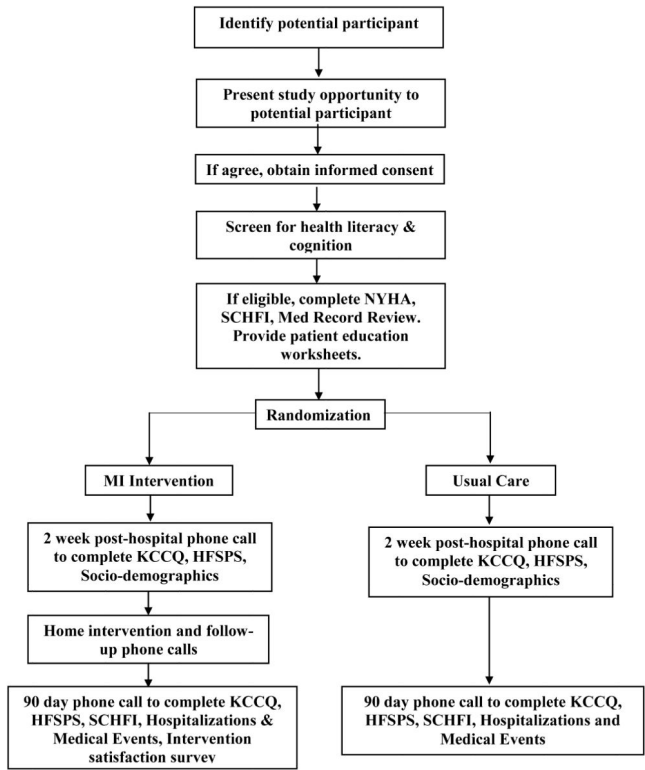 Identify potential participant
Present study opportunity to
potential participant
If agree, obtain informed consent
Screen for health literacy &
cognition
If eligible, complete NYHA,
SCHFI, Med Record Review.
Provide patient education
worksheets.
Randomization
MI Intervention
2 week post-hospital phone call
to complete KCCQ, HFSPS,
Socio-demographics
Home intervention and follow-
up phone calls
90 day phone call to complete KCCQ,
HFSPS, SCHFI, Hospitalizations &
Medical Events, Intervention
satisfaction survey
Usual Care
2 week post-hospital phone call
to complete KCCQ, HFSPS,
Socio-demographics
90 day phone call to complete KCCQ,
HFSPS, SCHFI, Hospitalizations and
Medical Events